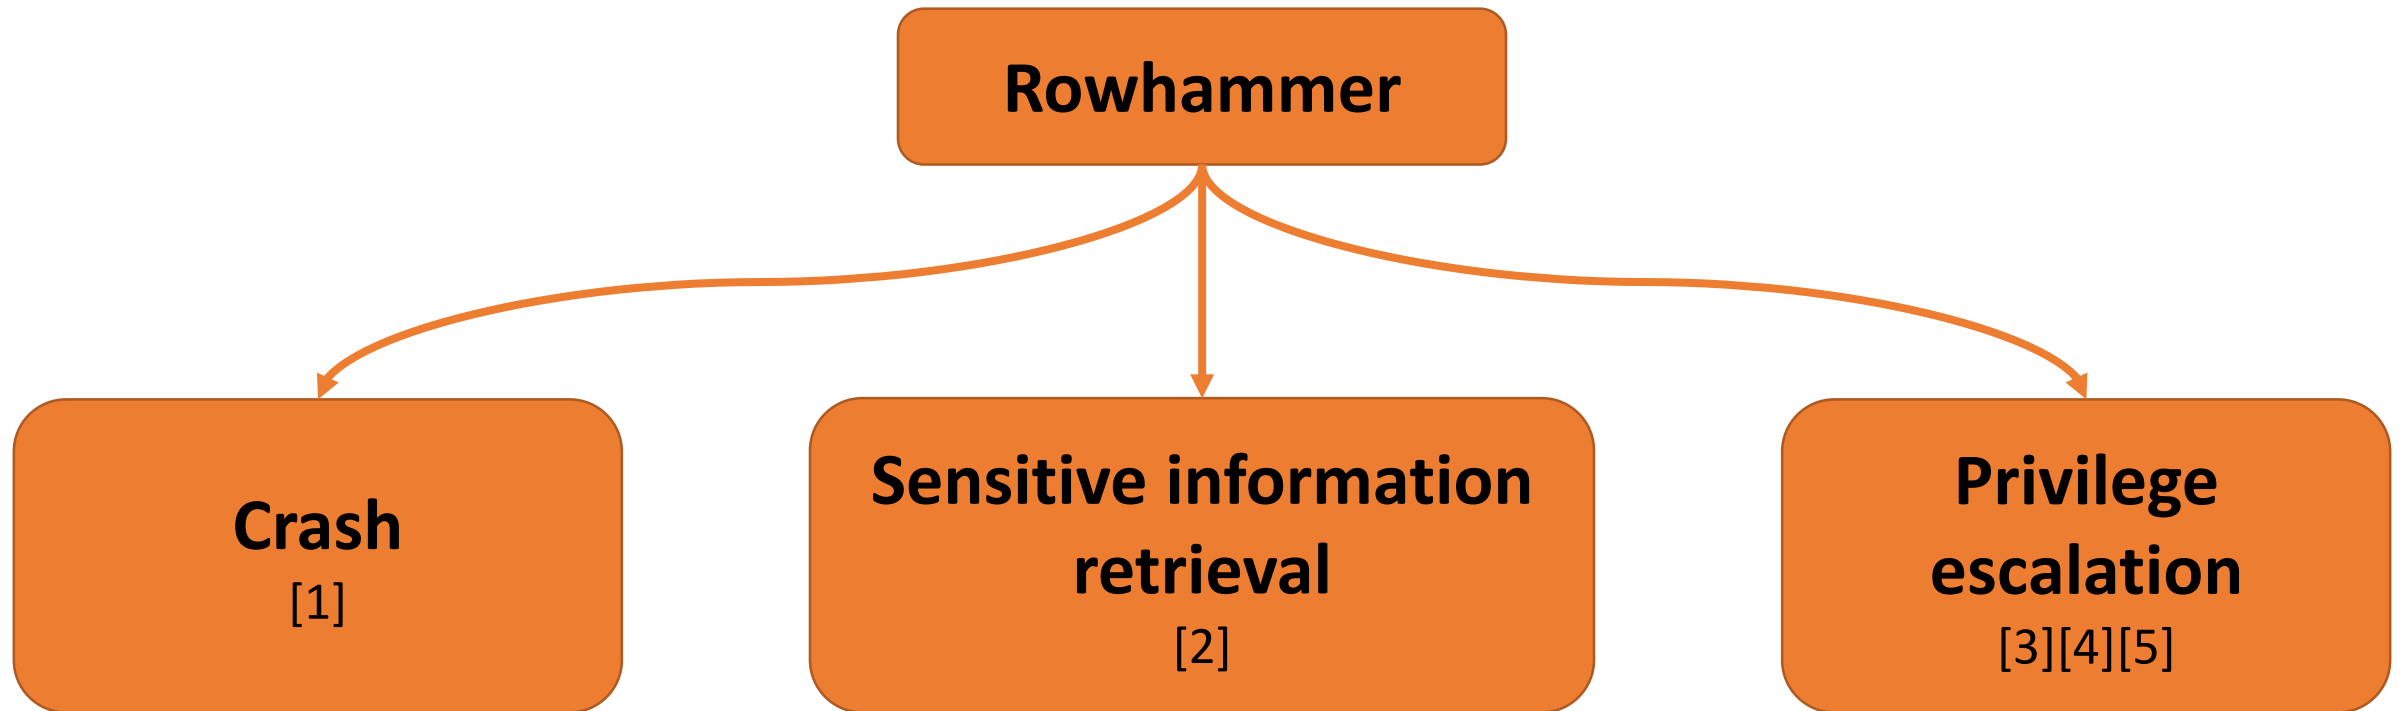 Rowhammer
Crash
[1]
Sensitive information
retrieval
[2]
Privilege
escalation
[3][4][5]